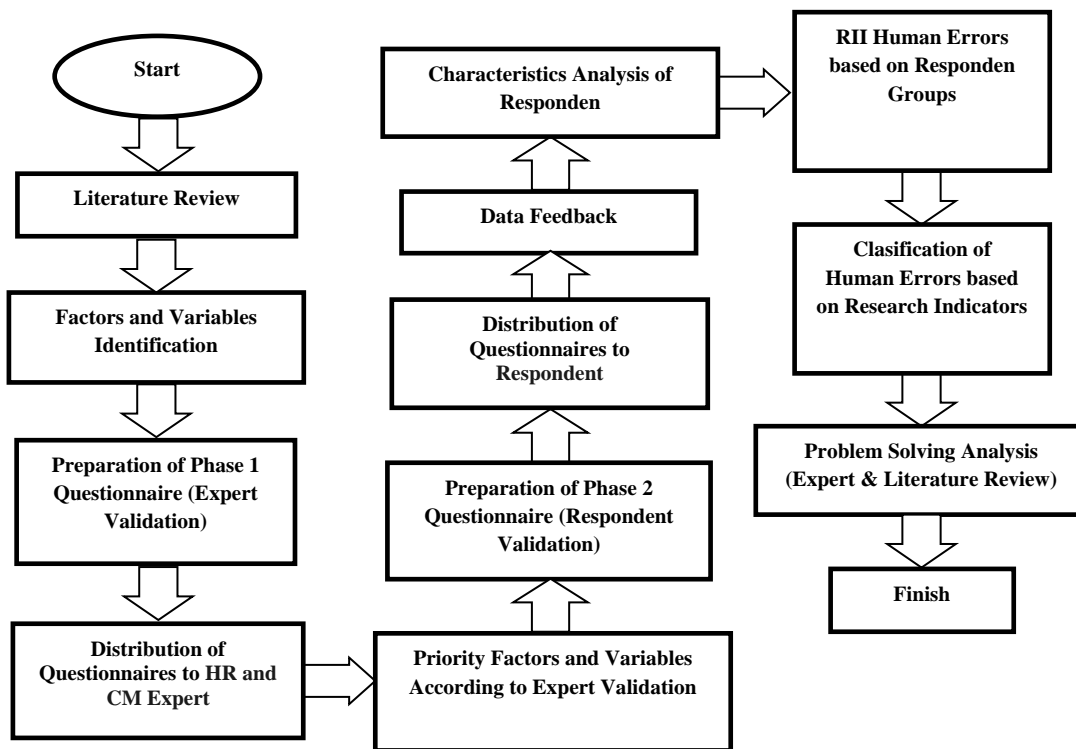 Start
Literature Review
Factors and Variables
Identification
Preparation of Phase 1
Questionnaire (Expert
Validation)
Distribution of
Questionnaires to HR and
CM Expert
Priority Factors and Variables
According to Expert Validation
Preparation of Phase 2
Questionnaire (Respondent
Validation)
Distribution of
Questionnaires to
Respondent
Data Feedback
Characteristics Analysis of
Responden
RII Human Errors
based on Responden
Groups
Clasification of
Human Errors based
on Research Indicators
Problem Solving Analysis
(Expert & Literature Review)
Finish